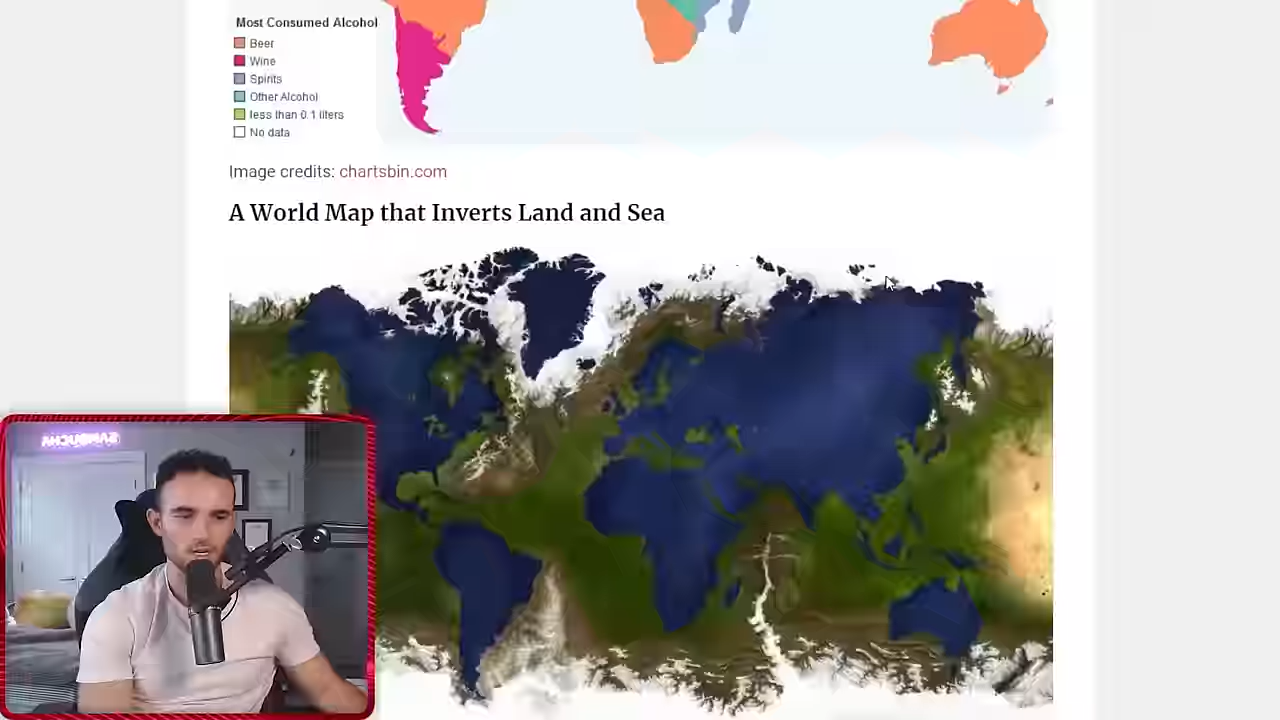 Most Consumed Alcohol
Beer
Wine
Spirits
Other Alcohol
less than 0.1 liters
No data
Image credits: chartsbin.com
A World Map that Inverts Land and Sea
SAMBUCHA